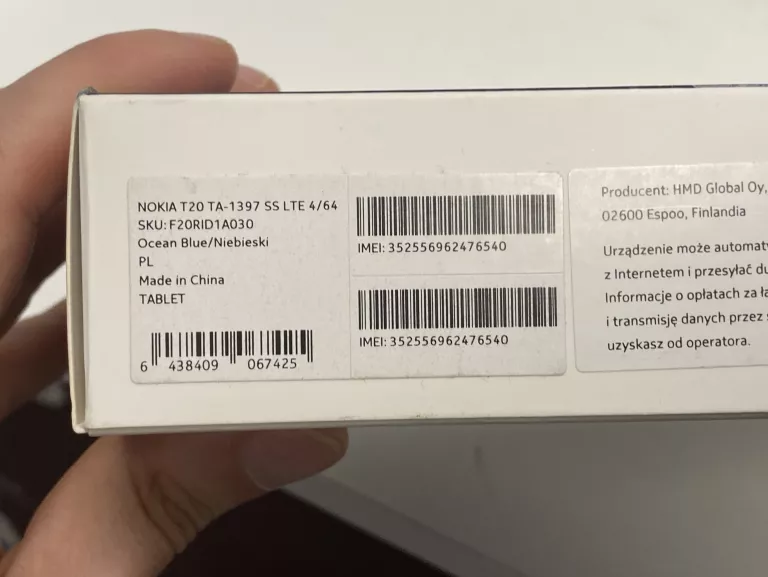 NOKIA T20 TA-1397 SS LTE 4/64
SKU: F20RID1A030
Ocean Blue/Niebieski
PL
Made in China
TABLET
6 438409 067425
IMEI: 352556962476540
IMEI: 352556962476540
Producent: HMD Global Oy,
02600 Espoo, Finlandia
Urządzenie może automat
z Internetem i przesyłać du
Informacje o opłatach za ła
i transmisję danych przez s
uzyskasz od operatora.